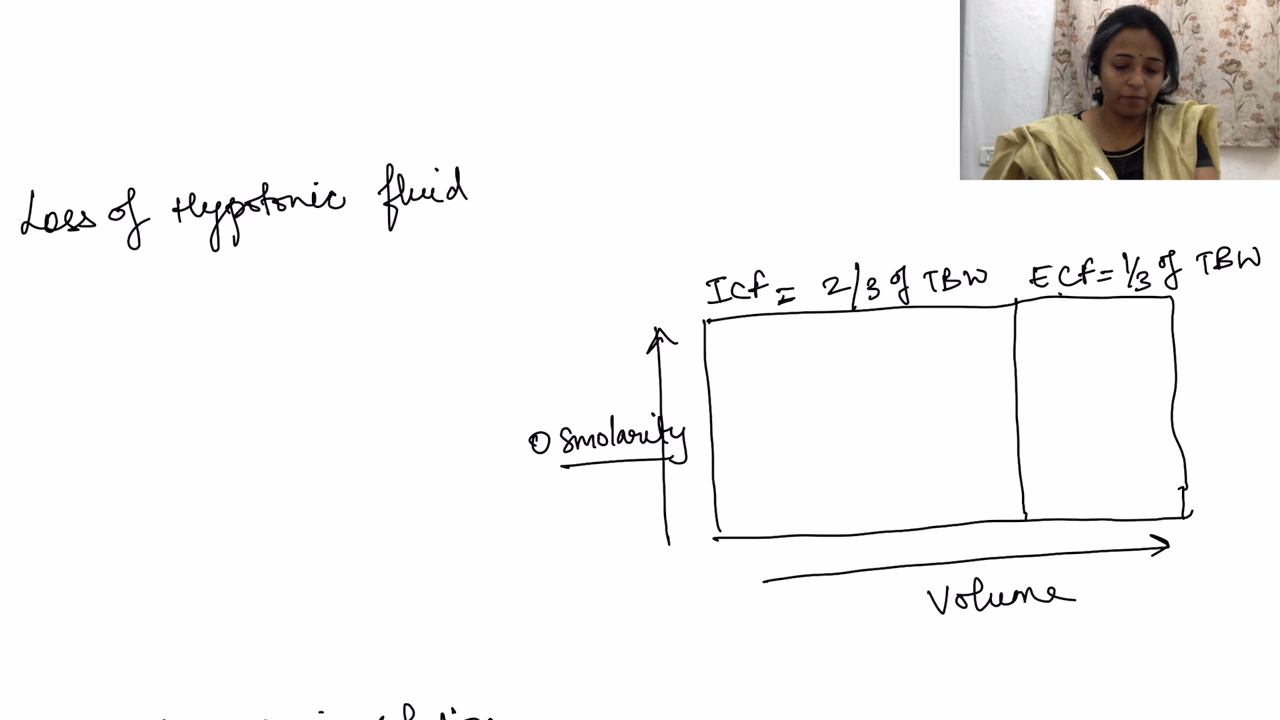 Loss of Hypotonic fluid
ICf = 2/3 of TBW
ECf = 1/3 of TBW
Osmolarity
Volume